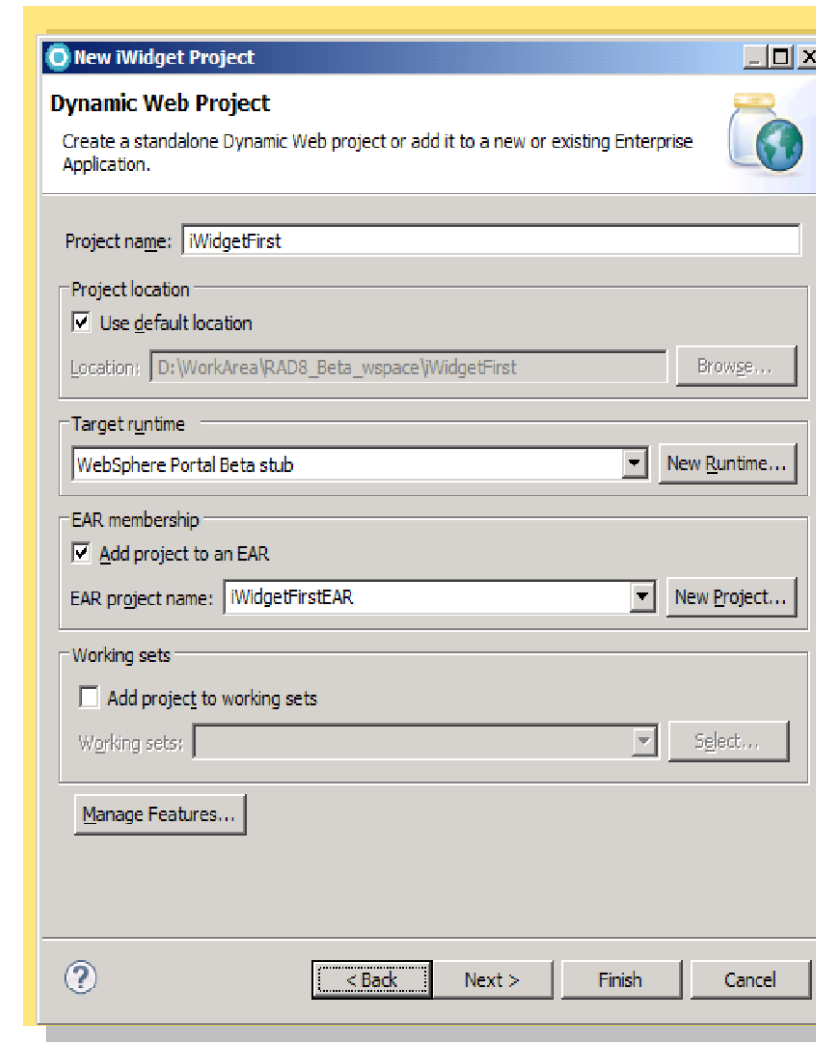 New iWidget Project
Dynamic Web Project
Create a standalone Dynamic Web project or add it to a new or existing Enterprise
Application.
Project name: iWidgetFirst
Project location
Use default location
Location: D:\WorkArea\RAD8_Beta_wspace\iWidgetFirst Browse...
Target runtime
WebSphere Portal Beta stub New Runtime...
EAR membership
Add project to an EAR
EAR project name: iWidgetFirstEAR New Project...
Working sets
Add project to working sets
Working sets: Select...
Manage Features...
? < Back Next > Finish Cancel